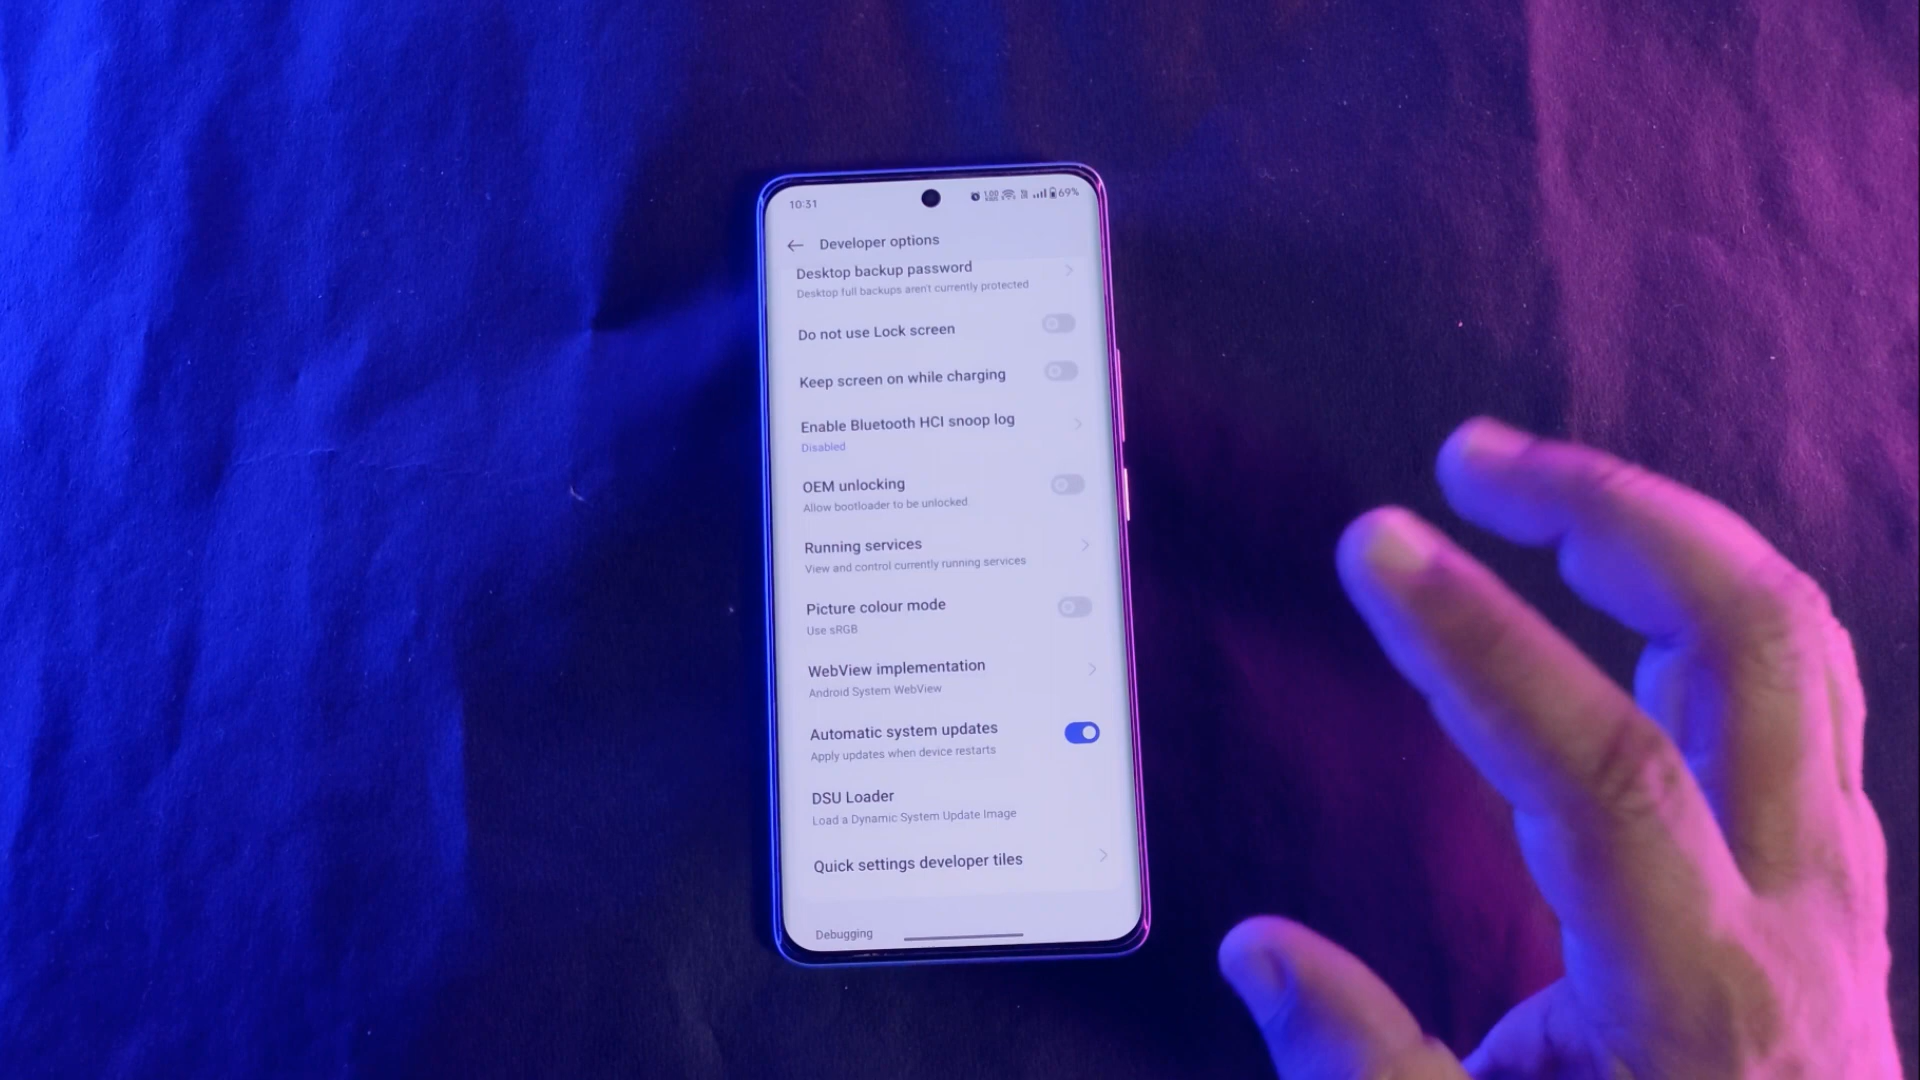 10:31
69%
Developer options
Desktop backup password
Desktop full backups aren't currently protected
Do not use Lock screen
Keep screen on while charging
Enable Bluetooth HCI snoop log
Disabled
OEM unlocking
Allow bootloader to be unlocked
Running services
View and control currently running services
Picture colour mode
Use sRGB
WebView implementation
Android System WebView
Automatic system updates
Apply updates when device restarts
DSU Loader
Load a Dynamic System Update Image
Quick settings developer tiles
Debugging